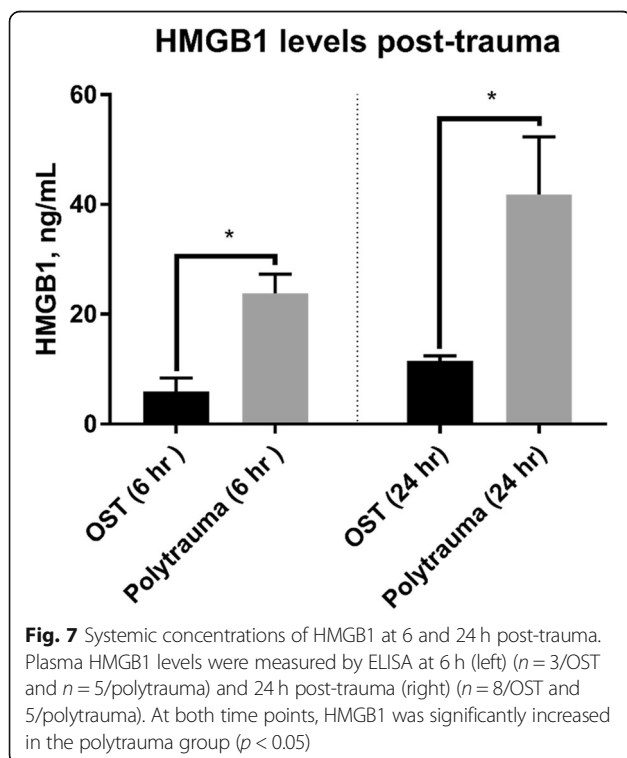 HMGB1 levels post-trauma
HMGB1, ng/mL
60
40
20
0
*
*
OST (6 hr )
Polytrauma (6 hr )
OST (24 hr)
Polytrauma (24 hr)
Fig. 7 Systemic concentrations of HMGB1 at 6 and 24 h post-trauma.
Plasma HMGB1 levels were measured by ELISA at 6 h (left) (n = 3/OST
and n = 5/polytrauma) and 24 h post-trauma (right) (n = 8/OST and
5/polytrauma). At both time points, HMGB1 was significantly increased
in the polytrauma group (p < 0.05)